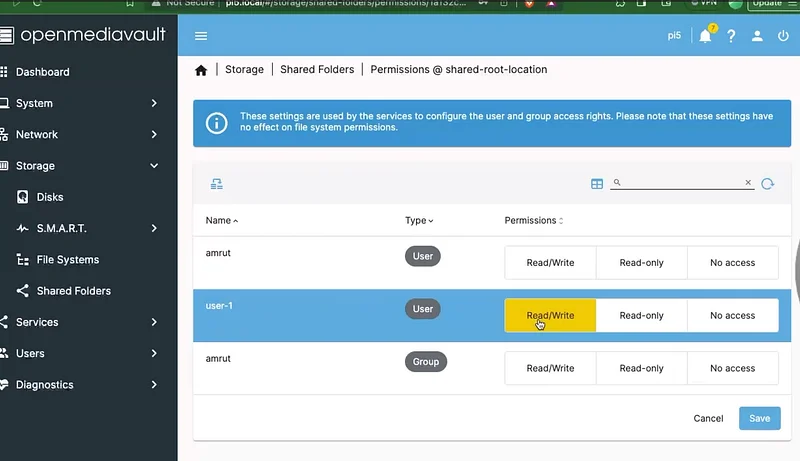 Not Secure pi5.local/#/storage/shared-folders/permissions/
VPN
Update
openmediavault
pi5
7
Dashboard
System
Network
Storage
Disks
S.M.A.R.T.
File Systems
Shared Folders
Services
Users
Diagnostics
Storage | Shared Folders | Permissions @ shared-root-location
These settings are used by the services to configure the user and group access rights. Please note that these settings have
no effect on file system permissions.
Name Type Permissions
amrut User Read/Write Read-only No access
user-1 User Read/Write Read-only No access
amrut Group Read/Write Read-only No access
Cancel Save